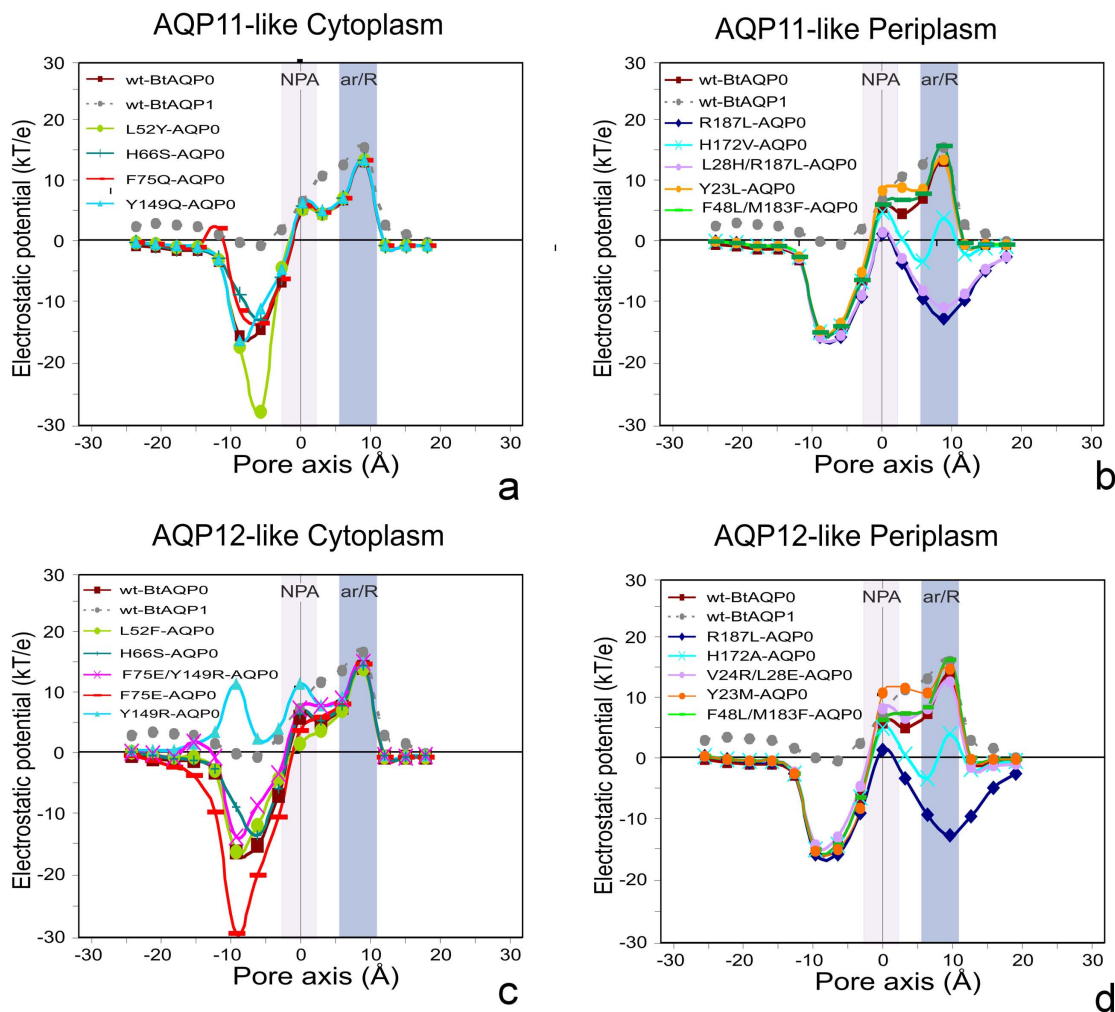 AQP11-like Cytoplasm
30
20
10
0
-10
-20
-30
Electrostatic potential (kT/e)
wt-BtAQP0
wt-BtAQP1
L52Y-AQP0
H66S-AQP0
F75Q-AQP0
Y149Q-AQP0
NPA
ar/R
-30 -20 -10 0 10 20 30
Pore axis (Å)
a
AQP11-like Periplasm
30
20
10
0
-10
-20
-30
Electrostatic potential (kT/e)
wt-BtAQP0
wt-BtAQP1
R187L-AQP0
H172V-AQP0
L28H/R187L-AQP0
Y23L-AQP0
F48L/M183F-AQP0
NPA
ar/R
-30 -20 -10 0 10 20 30
Pore axis (Å)
b
AQP12-like Cytoplasm
30
20
10
0
-10
-20
-30
Electrostatic potential (kT/e)
wt-BtAQP0
wt-BtAQP1
L52F-AQP0
H66S-AQP0
F75E/Y149R-AQP0
F75E-AQP0
Y149R-AQP0
NPA
ar/R
-30 -20 -10 0 10 20 30
Pore axis (Å)
c
AQP12-like Periplasm
30
20
10
0
-10
-20
-30
Electrostatic potential (kT/e)
wt-BtAQP0
wt-BtAQP1
R187L-AQP0
H172A-AQP0
V24R/L28E-AQP0
Y23M-AQP0
F48L/M183F-AQP0
NPA
ar/R
-30 -20 -10 0 10 20 30
Pore axis (Å)
d